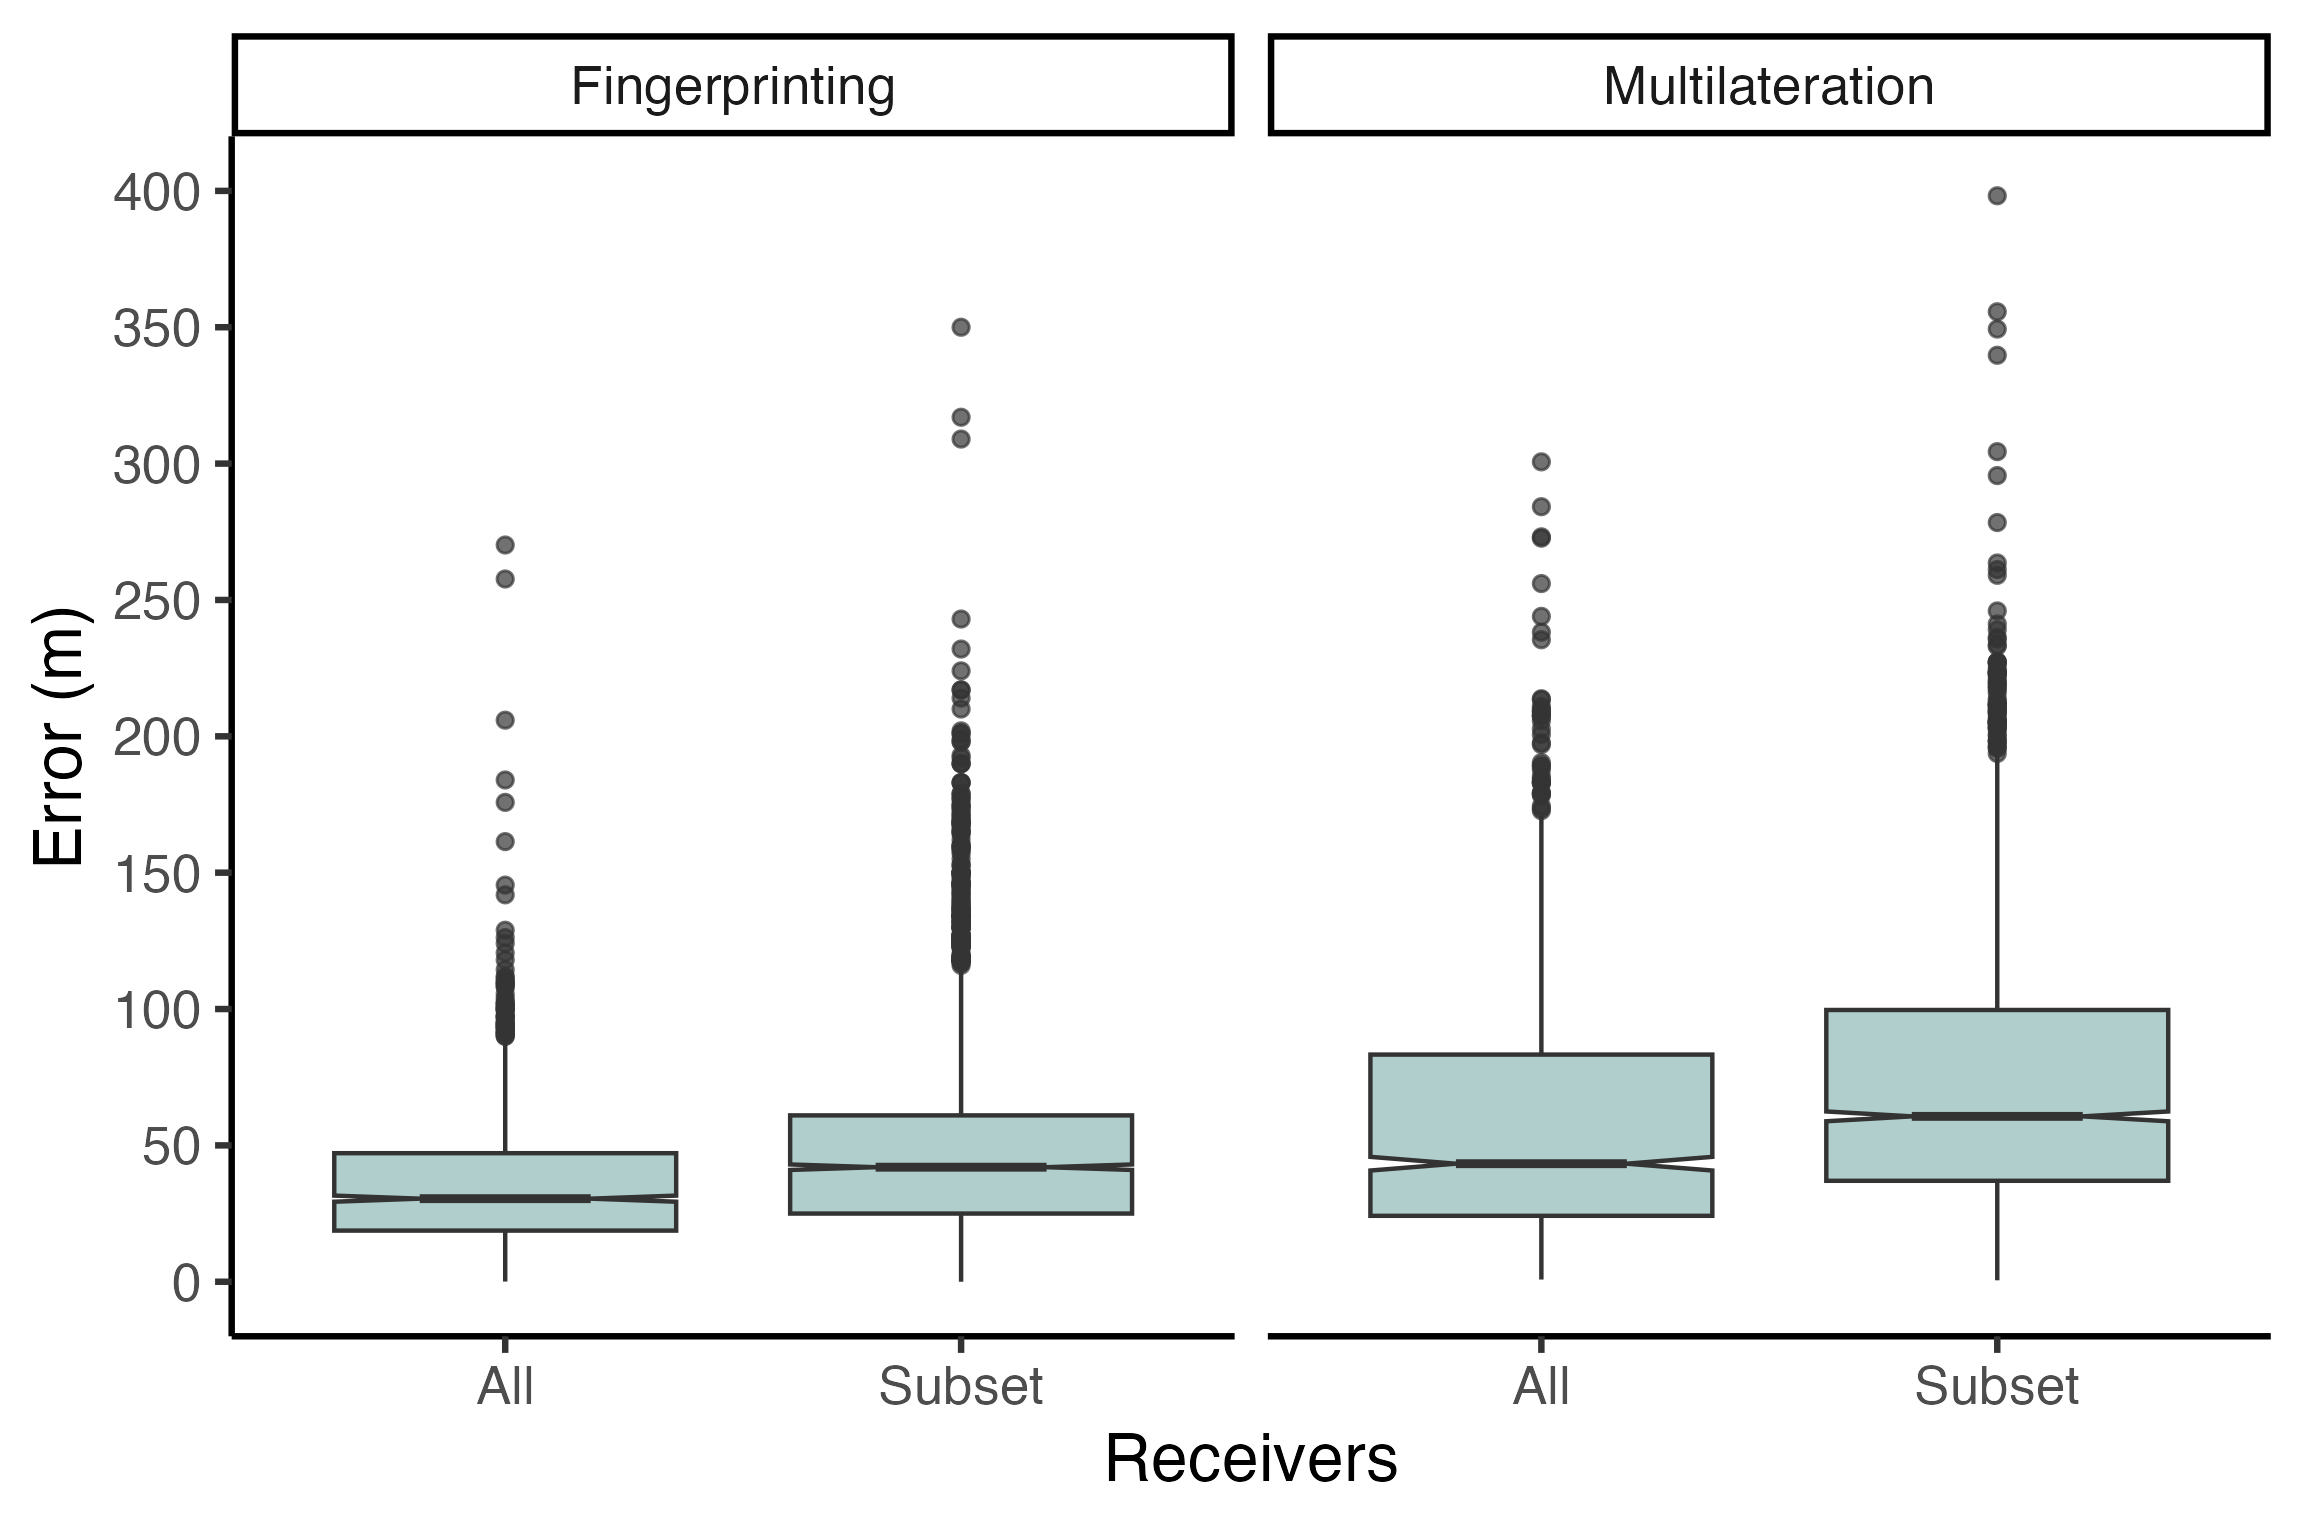 Fingerprinting
Multilateration
Error (m)
400
350
300
250
200
150
100
50
0
All
Subset
All
Subset
Receivers